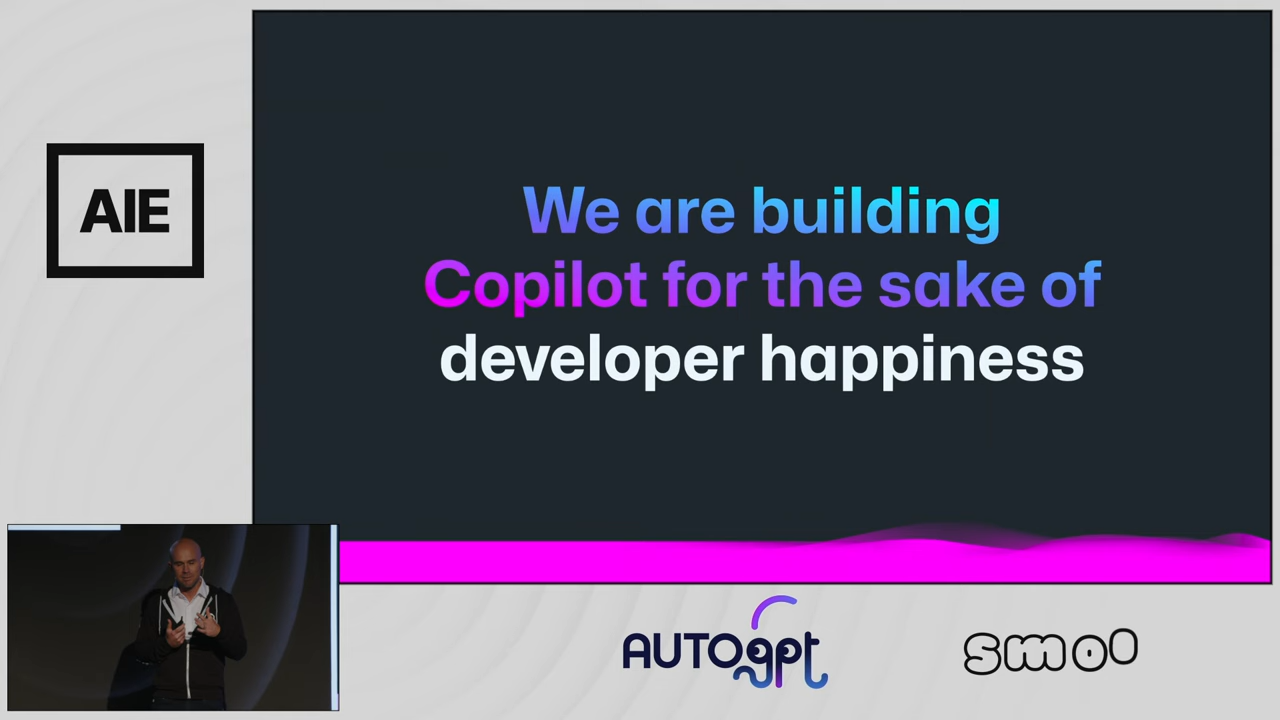 AIE
We are building
Copilot for the sake of
developer happiness
AUTOgpt
smol